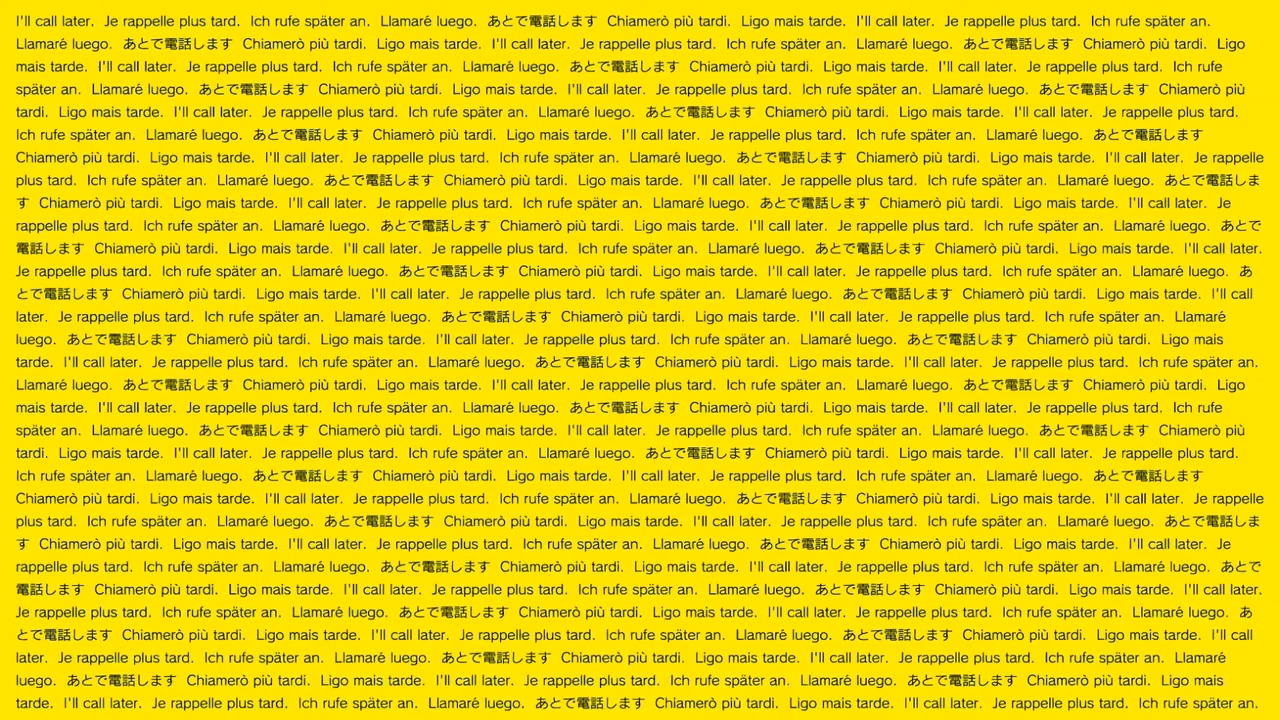 I'll call later. Je rappelle plus tard. Ich rufe später an. Llamaré luego. あとで電話します Chiamerò più tardi. Ligo mais tarde. I'll call later. Je rappelle plus tard. Ich rufe später an.
Llamaré luego. あとで電話します Chiamerò più tardi. Ligo mais tarde. I'll call later. Je rappelle plus tard. Ich rufe später an. Llamaré luego. あとで電話します Chiamerò più tardi. Ligo
mais tarde. I'll call later. Je rappelle plus tard. Ich rufe später an. Llamaré luego. あとで電話します Chiamerò più tardi. Ligo mais tarde. I'll call later. Je rappelle plus tard. Ich rufe
später an. Llamaré luego. あとで電話します Chiamerò più tardi. Ligo mais tarde. I'll call later. Je rappelle plus tard. Ich rufe später an. Llamaré luego. あとで電話します Chiamerò più
tardi. Ligo mais tarde. I'll call later. Je rappelle plus tard. Ich rufe später an. Llamaré luego. あとで電話します Chiamerò più tardi. Ligo mais tarde. I'll call later. Je rappelle plus tard.
Ich rufe später an. Llamaré luego. あとで電話します Chiamerò più tardi. Ligo mais tarde. I'll call later. Je rappelle plus tard. Ich rufe später an. Llamaré luego. あとで電話します
Chiamerò più tardi. Ligo mais tarde. I'll call later. Je rappelle plus tard. Ich rufe später an. Llamaré luego. あとで電話します Chiamerò più tardi. Ligo mais tarde. I'll call later. Je rappelle
plus tard. Ich rufe später an. Llamaré luego. あとで電話します Chiamerò più tardi. Ligo mais tarde. I'll call later. Je rappelle plus tard. Ich rufe später an. Llamaré luego. あとで電話しま
す Chiamerò più tardi. Ligo mais tarde. I'll call later. Je rappelle plus tard. Ich rufe später an. Llamaré luego. あとで電話します Chiamerò più tardi. Ligo mais tarde. I'll call later. Je
rappelle plus tard. Ich rufe später an. Llamaré luego. あとで電話します Chiamerò più tardi. Ligo mais tarde. I'll call later. Je rappelle plus tard. Ich rufe später an. Llamaré luego. あとで
電話します Chiamerò più tardi. Ligo mais tarde. I'll call later. Je rappelle plus tard. Ich rufe später an. Llamaré luego. あとで電話します Chiamerò più tardi. Ligo mais tarde. I'll call later.
Je rappelle plus tard. Ich rufe später an. Llamaré luego. あとで電話します Chiamerò più tardi. Ligo mais tarde. I'll call later. Je rappelle plus tard. Ich rufe später an. Llamaré luego. あ
とで電話します Chiamerò più tardi. Ligo mais tarde. I'll call later. Je rappelle plus tard. Ich rufe später an. Llamaré luego. あとで電話します Chiamerò più tardi. Ligo mais tarde. I'll call
later. Je rappelle plus tard. Ich rufe später an. Llamaré luego. あとで電話します Chiamerò più tardi. Ligo mais tarde. I'll call later. Je rappelle plus tard. Ich rufe später an. Llamaré
luego. あとで電話します Chiamerò più tardi. Ligo mais tarde. I'll call later. Je rappelle plus tard. Ich rufe später an. Llamaré luego. あとで電話します Chiamerò più tardi. Ligo mais
tarde. I'll call later. Je rappelle plus tard. Ich rufe später an. Llamaré luego. あとで電話します Chiamerò più tardi. Ligo mais tarde. I'll call later. Je rappelle plus tard. Ich rufe später an.
Llamaré luego. あとで電話します Chiamerò più tardi. Ligo mais tarde. I'll call later. Je rappelle plus tard. Ich rufe später an. Llamaré luego. あとで電話します Chiamerò più tardi. Ligo
mais tarde. I'll call later. Je rappelle plus tard. Ich rufe später an. Llamaré luego. あとで電話します Chiamerò più tardi. Ligo mais tarde. I'll call later. Je rappelle plus tard. Ich rufe
später an. Llamaré luego. あとで電話します Chiamerò più tardi. Ligo mais tarde. I'll call later. Je rappelle plus tard. Ich rufe später an. Llamaré luego. あとで電話します Chiamerò più
tardi. Ligo mais tarde. I'll call later. Je rappelle plus tard. Ich rufe später an. Llamaré luego. あとで電話します Chiamerò più tardi. Ligo mais tarde. I'll call later. Je rappelle plus tard.
Ich rufe später an. Llamaré luego. あとで電話します Chiamerò più tardi. Ligo mais tarde. I'll call later. Je rappelle plus tard. Ich rufe später an. Llamaré luego. あとで電話します
Chiamerò più tardi. Ligo mais tarde. I'll call later. Je rappelle plus tard. Ich rufe später an. Llamaré luego. あとで電話します Chiamerò più tardi. Ligo mais tarde. I'll call later. Je rappelle
plus tard. Ich rufe später an. Llamaré luego. あとで電話します Chiamerò più tardi. Ligo mais tarde. I'll call later. Je rappelle plus tard. Ich rufe später an. Llamaré luego. あとで電話しま
す Chiamerò più tardi. Ligo mais tarde. I'll call later. Je rappelle plus tard. Ich rufe später an. Llamaré luego. あとで電話します Chiamerò più tardi. Ligo mais tarde. I'll call later. Je
rappelle plus tard. Ich rufe später an. Llamaré luego. あとで電話します Chiamerò più tardi. Ligo mais tarde. I'll call later. Je rappelle plus tard. Ich rufe später an. Llamaré luego. あとで
電話します Chiamerò più tardi. Ligo mais tarde. I'll call later. Je rappelle plus tard. Ich rufe später an. Llamaré luego. あとで電話します Chiamerò più tardi. Ligo mais tarde. I'll call later.
Je rappelle plus tard. Ich rufe später an. Llamaré luego. あとで電話します Chiamerò più tardi. Ligo mais tarde. I'll call later. Je rappelle plus tard. Ich rufe später an. Llamaré luego. あ
とで電話します Chiamerò più tardi. Ligo mais tarde. I'll call later. Je rappelle plus tard. Ich rufe später an. Llamaré luego. あとで電話します Chiamerò più tardi. Ligo mais tarde. I'll call
later. Je rappelle plus tard. Ich rufe später an. Llamaré luego. あとで電話します Chiamerò più tardi. Ligo mais tarde. I'll call later. Je rappelle plus tard. Ich rufe später an. Llamaré
luego. あとで電話します Chiamerò più tardi. Ligo mais tarde. I'll call later. Je rappelle plus tard. Ich rufe später an. Llamaré luego. あとで電話します Chiamerò più tardi. Ligo mais
tarde. I'll call later. Je rappelle plus tard. Ich rufe später an. Llamaré luego. あとで電話します Chiamerò più tardi. Ligo mais tarde. I'll call later. Je rappelle plus tard. Ich rufe später an.